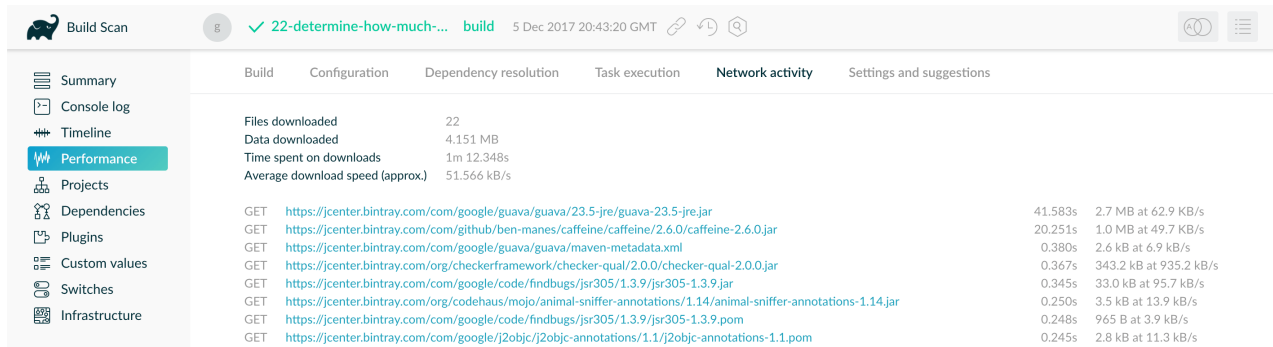 Build Scan
g 22-determine-how-much-... build 5 Dec 2017 20:43:20 GMT
Summary
Console log
Timeline
Performance
Projects
Dependencies
Plugins
Custom values
Switches
Infrastructure
Build Configuration Dependency resolution Task execution Network activity Settings and suggestions
Files downloaded 22
Data downloaded 4.151 MB
Time spent on downloads 1m 12.348s
Average download speed (approx.) 51.566 kB/s
GET https://jcenter.bintray.com/com/google/guava/guava/23.5-jre/guava-23.5-jre.jar 41.583s 2.7 MB at 62.9 KB/s
GET https://jcenter.bintray.com/com/github/ben-manes/caffeine/caffeine/2.6.0/caffeine-2.6.0.jar 20.251s 1.0 MB at 49.7 KB/s
GET https://jcenter.bintray.com/com/google/guava/guava/maven-metadata.xml 0.380s 2.6 kB at 6.9 kB/s
GET https://jcenter.bintray.com/org/checkerframework/checker-qual/2.0.0/checker-qual-2.0.0.jar 0.367s 343.2 kB at 935.2 kB/s
GET https://jcenter.bintray.com/com/google/code/findbugs/jsr305/1.3.9/jsr305-1.3.9.jar 0.345s 33.0 kB at 95.7 kB/s
GET https://jcenter.bintray.com/org/codehaus/mojo/animal-sniffer-annotations/1.14/animal-sniffer-annotations-1.14.jar 0.250s 3.5 kB at 13.9 kB/s
GET https://jcenter.bintray.com/com/google/code/findbugs/jsr305/1.3.9/jsr305-1.3.9.pom 0.248s 965 B at 3.9 kB/s
GET https://jcenter.bintray.com/com/google/j2objc/j2objc-annotations/1.1/j2objc-annotations-1.1.pom 0.245s 2.8 kB at 11.3 kB/s